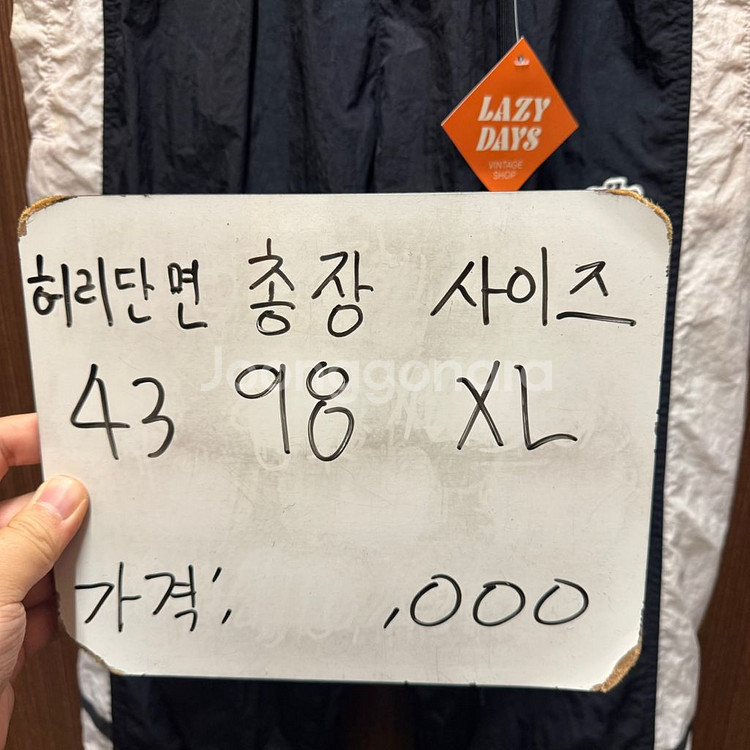 LAZY
DAYS
VINTAGE
SHOP
허리단면 총장 사이즈
43 98 XL
Joonggonara
가격: ,000